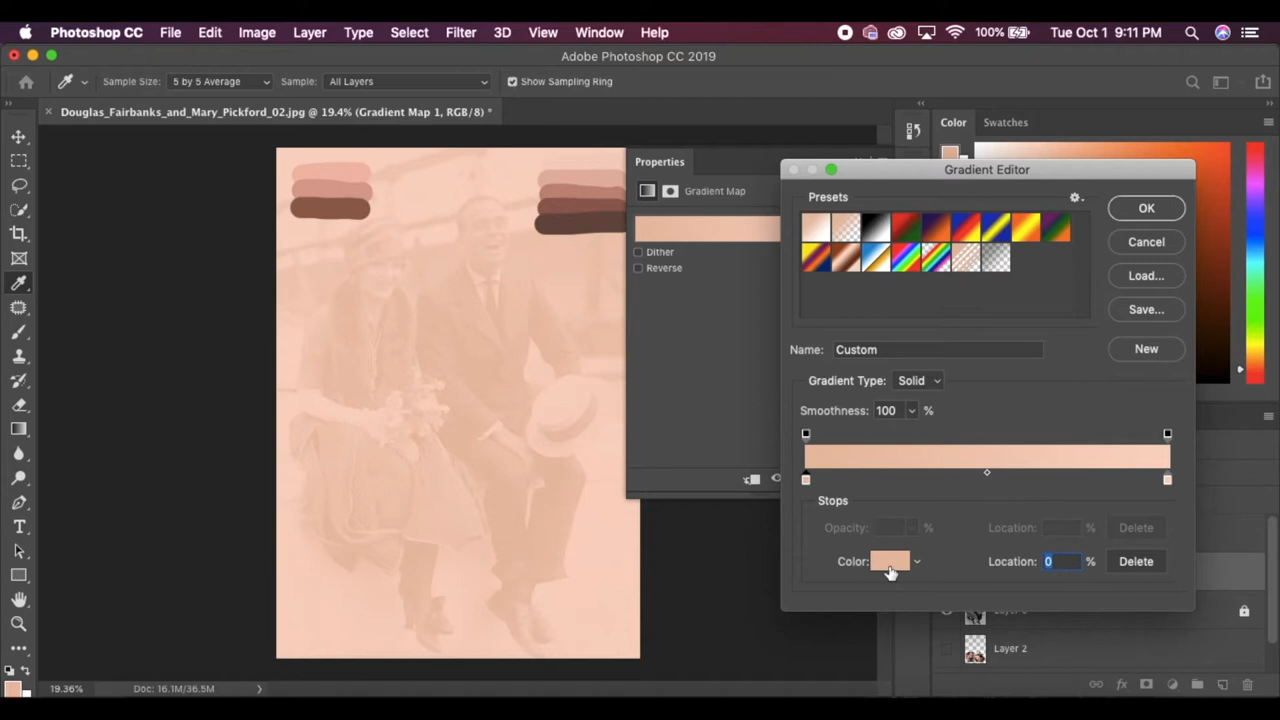 Photoshop CC File Edit Image Layer Type Select Filter 3D View Window Help 100% Tue Oct 1 9:11 PM
Adobe Photoshop CC 2019
Sample Size: 5 by 5 Average Sample: All Layers Show Sampling Ring
Douglas_Fairbanks_and_Mary_Pickford_02.jpg @ 19.4% (Gradient Map 1, RGB/8) *
Color Swatches
Properties
Gradient Map
Dither
Reverse
Gradient Editor
Presets
OK
Cancel
Load...
Save...
Name: Custom New
Gradient Type: Solid
Smoothness: 100 %
Stops
Opacity: % Location: % Delete
Color: Location: 0 % Delete
Layer 2
19.36% Doc: 16.1M/36.5M